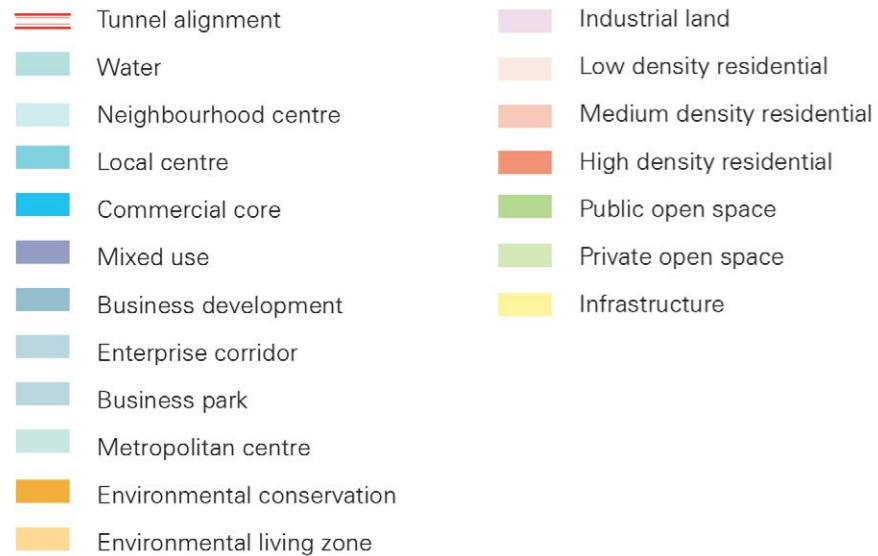 Tunnel alignment
Water
Neighbourhood centre
Local centre
Commercial core
Mixed use
Business development
Enterprise corridor
Business park
Metropolitan centre
Environmental conservation
Environmental living zone
Industrial land
Low density residential
Medium density residential
High density residential
Public open space
Private open space
Infrastructure